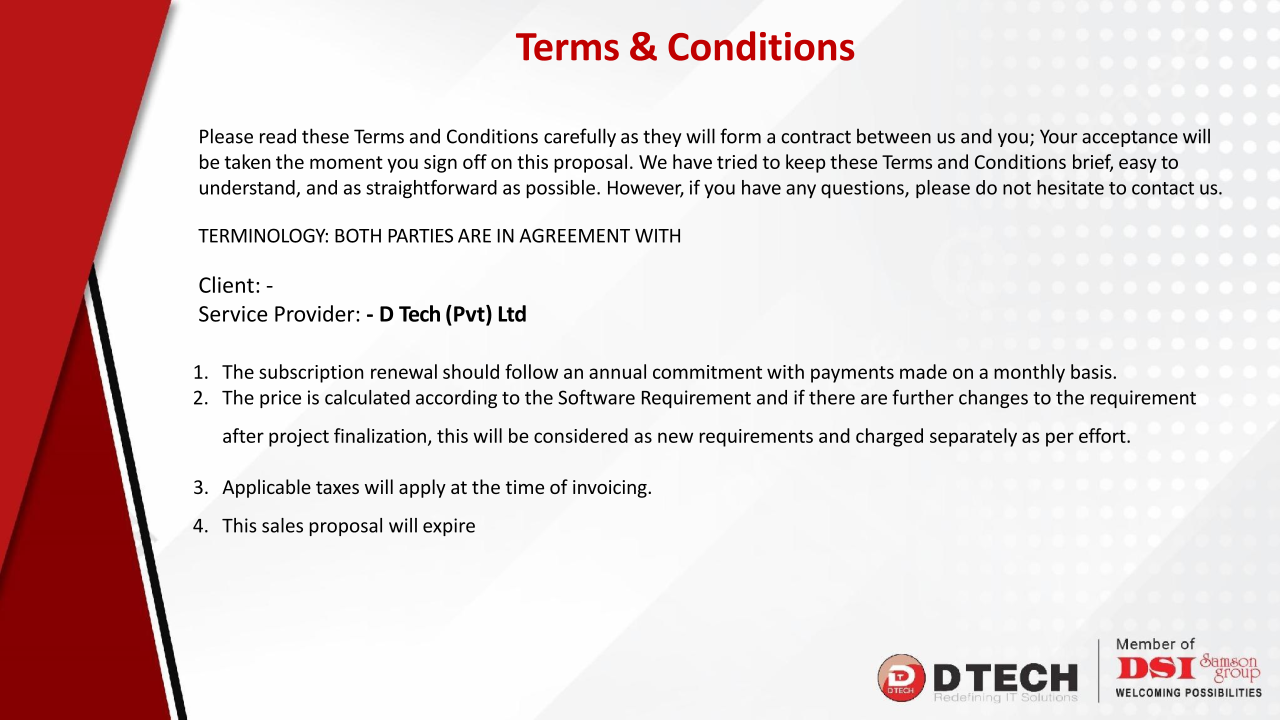 Terms & Conditions
Please read these Terms and Conditions carefully as they will form a contract between us and you; Your acceptance will
be taken the moment you sign off on this proposal. We have tried to keep these Terms and Conditions brief, easy to
understand, and as straightforward as possible. However, if you have any questions, please do not hesitate to contact us.
TERMINOLOGY: BOTH PARTIES ARE IN AGREEMENT WITH
Client: -
Service Provider: - D Tech (Pvt) Ltd
1. The subscription renewal should follow an annual commitment with payments made on a monthly basis.
2. The price is calculated according to the Software Requirement and if there are further changes to the requirement
after project finalization, this will be considered as new requirements and charged separately as per effort.
3. Applicable taxes will apply at the time of invoicing.
4. This sales proposal will expire
DTECH
DTECH
Redefining IT Solutions
Member of
DSI Samson group
WELCOMING POSSIBILITIES